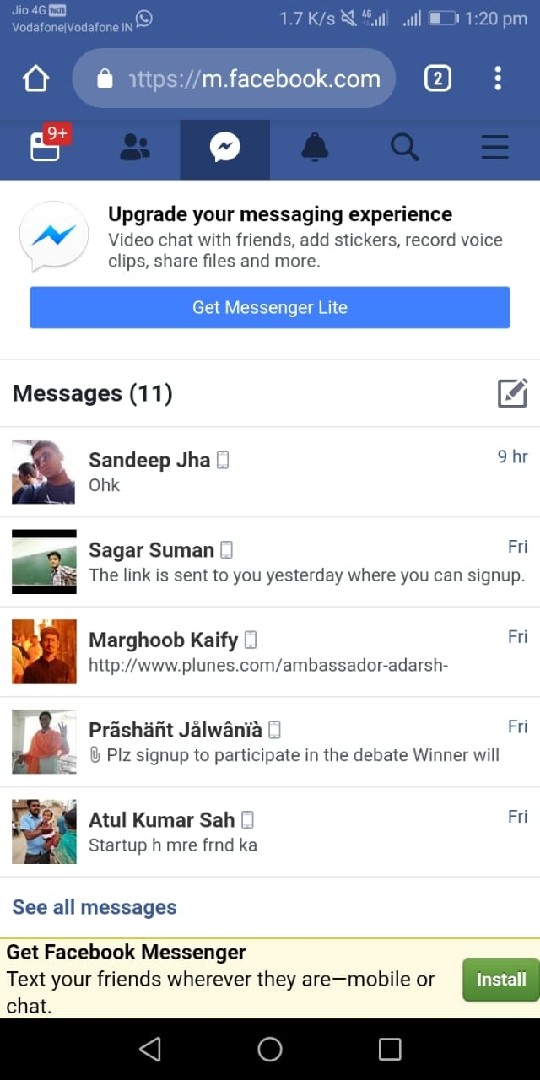 Jio 4G VoLTE
Vodafone|Vodafone IN
1.7 K/s 4G 1:20 pm
https://m.facebook.com
2
9+
Upgrade your messaging experience
Video chat with friends, add stickers, record voice
clips, share files and more.
Get Messenger Lite
Messages (11)
Sandeep Jha 9 hr
Ohk
Sagar Suman Fri
The link is sent to you yesterday where you can signup.
Marghoob Kaify Fri
http://www.plunes.com/ambassador-adarsh-
Prãshäñt Jålwânïà Fri
Plz signup to participate in the debate Winner will
Atul Kumar Sah Fri
Startup h mre frnd ka
See all messages
Get Facebook Messenger
Text your friends wherever they are—mobile or
chat.
Install